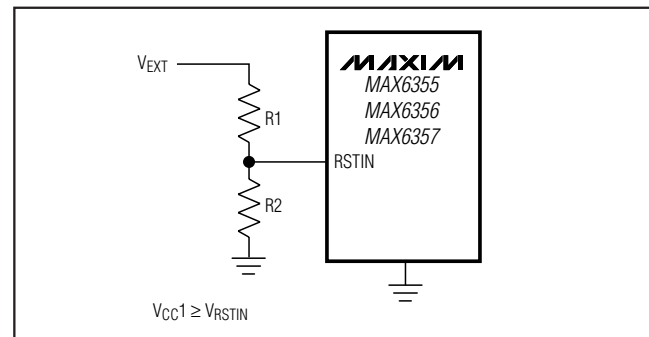 VEXT
R1
R2
MAXIM
MAX6355
MAX6356
MAX6357
RSTIN
VCC1 ≥ VRSTIN